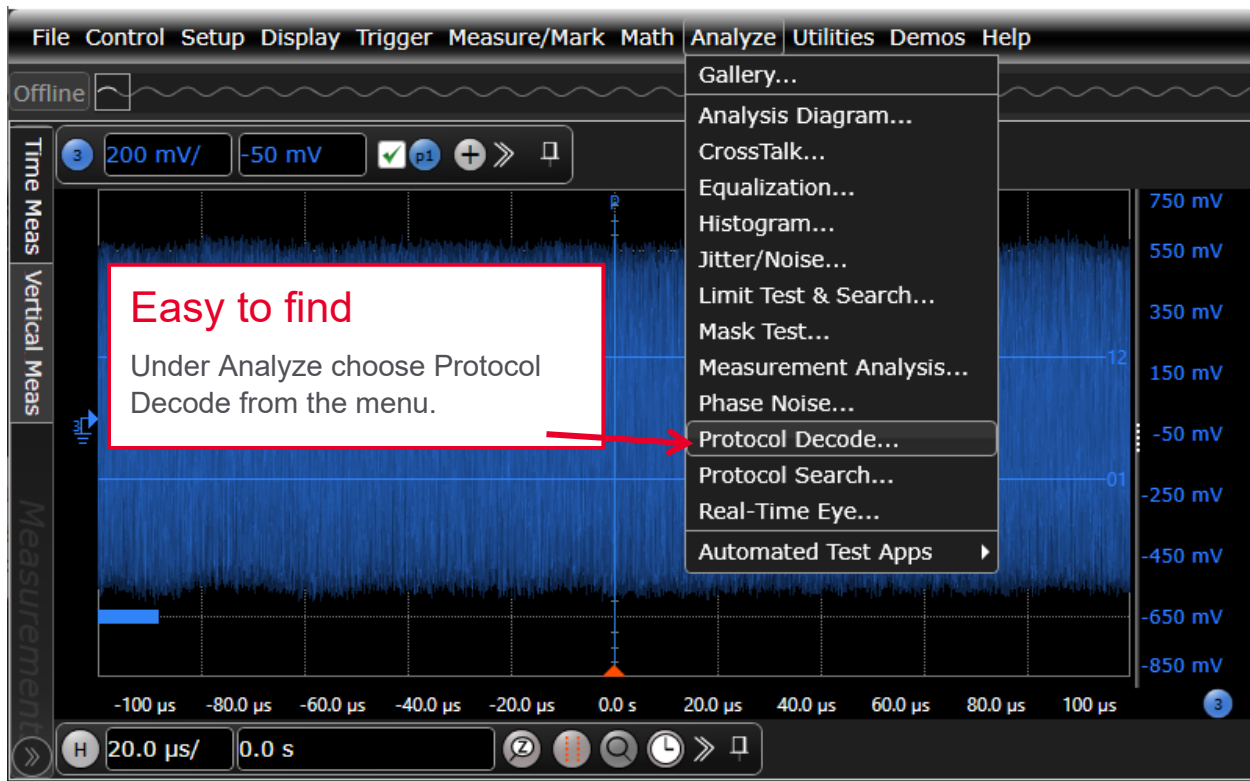 File Control Setup Display Trigger Measure/Mark Math Analyze Utilities Demos Help
Offline
Time Meas
Vertical Meas
Measurement
3 200 mV/ -50 mV p1
Gallery...
Analysis Diagram...
CrossTalk...
Equalization...
Histogram...
Jitter/Noise...
Limit Test & Search...
Mask Test...
Measurement Analysis...
Phase Noise...
Protocol Decode...
Protocol Search...
Real-Time Eye...
Automated Test Apps
Easy to find
Under Analyze choose Protocol
Decode from the menu.
3
12
01
750 mV
550 mV
350 mV
150 mV
-50 mV
-250 mV
-450 mV
-650 mV
-850 mV
-100 µs -80.0 µs -60.0 µs -40.0 µs -20.0 µs 0.0 s 20.0 µs 40.0 µs 60.0 µs 80.0 µs 100 µs 3
H 20.0 µs/ 0.0 s Z